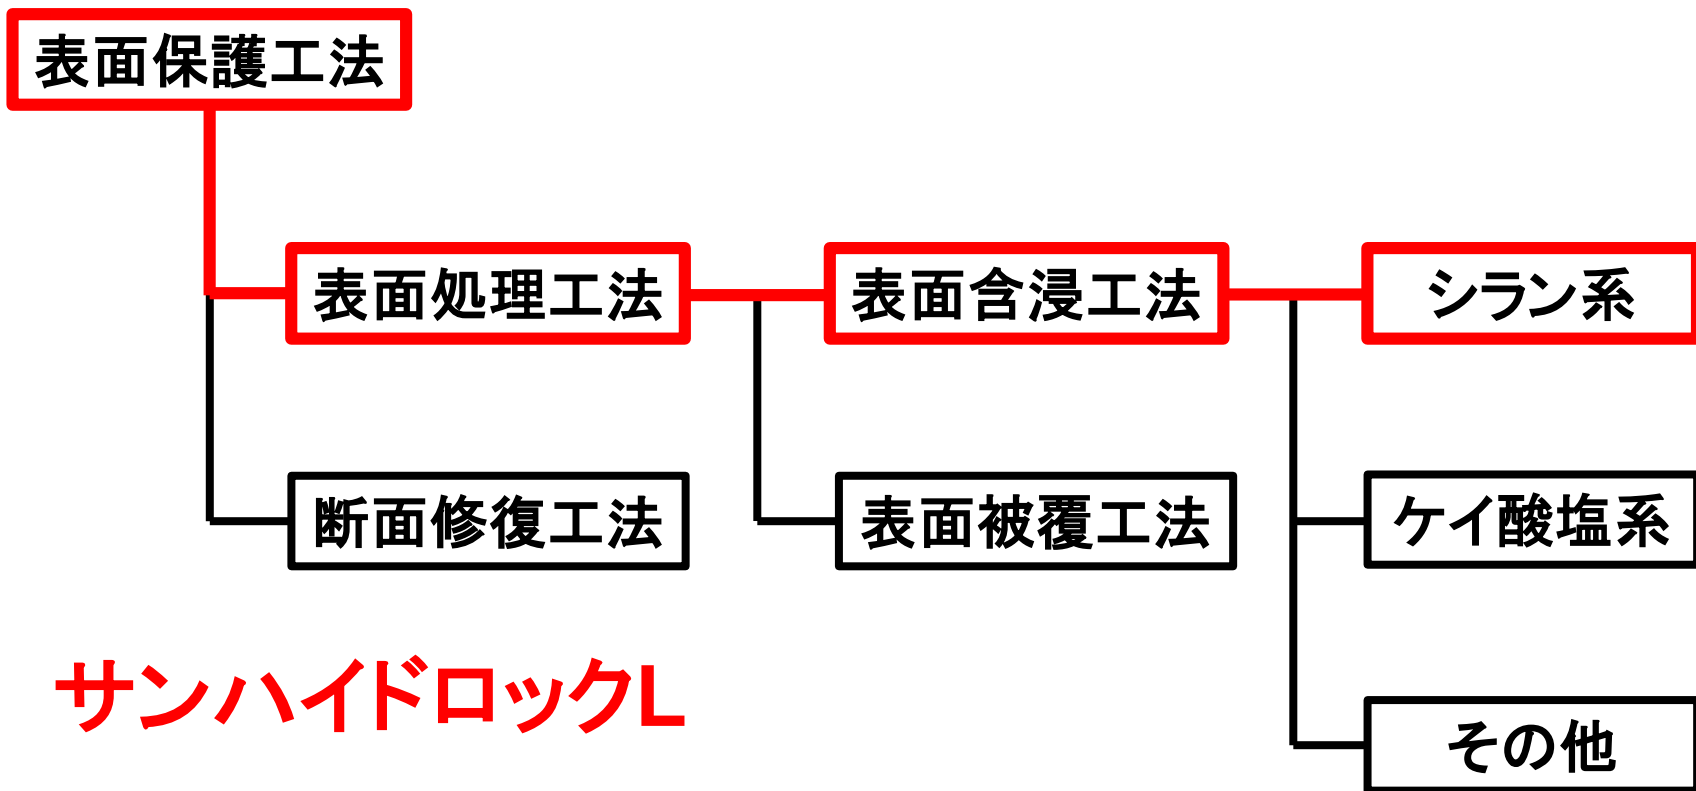 表面保護工法
表面処理工法
表面含浸工法
シラン系
断面修復工法
表面被覆工法
ケイ酸塩系
サンハイドロックL
その他